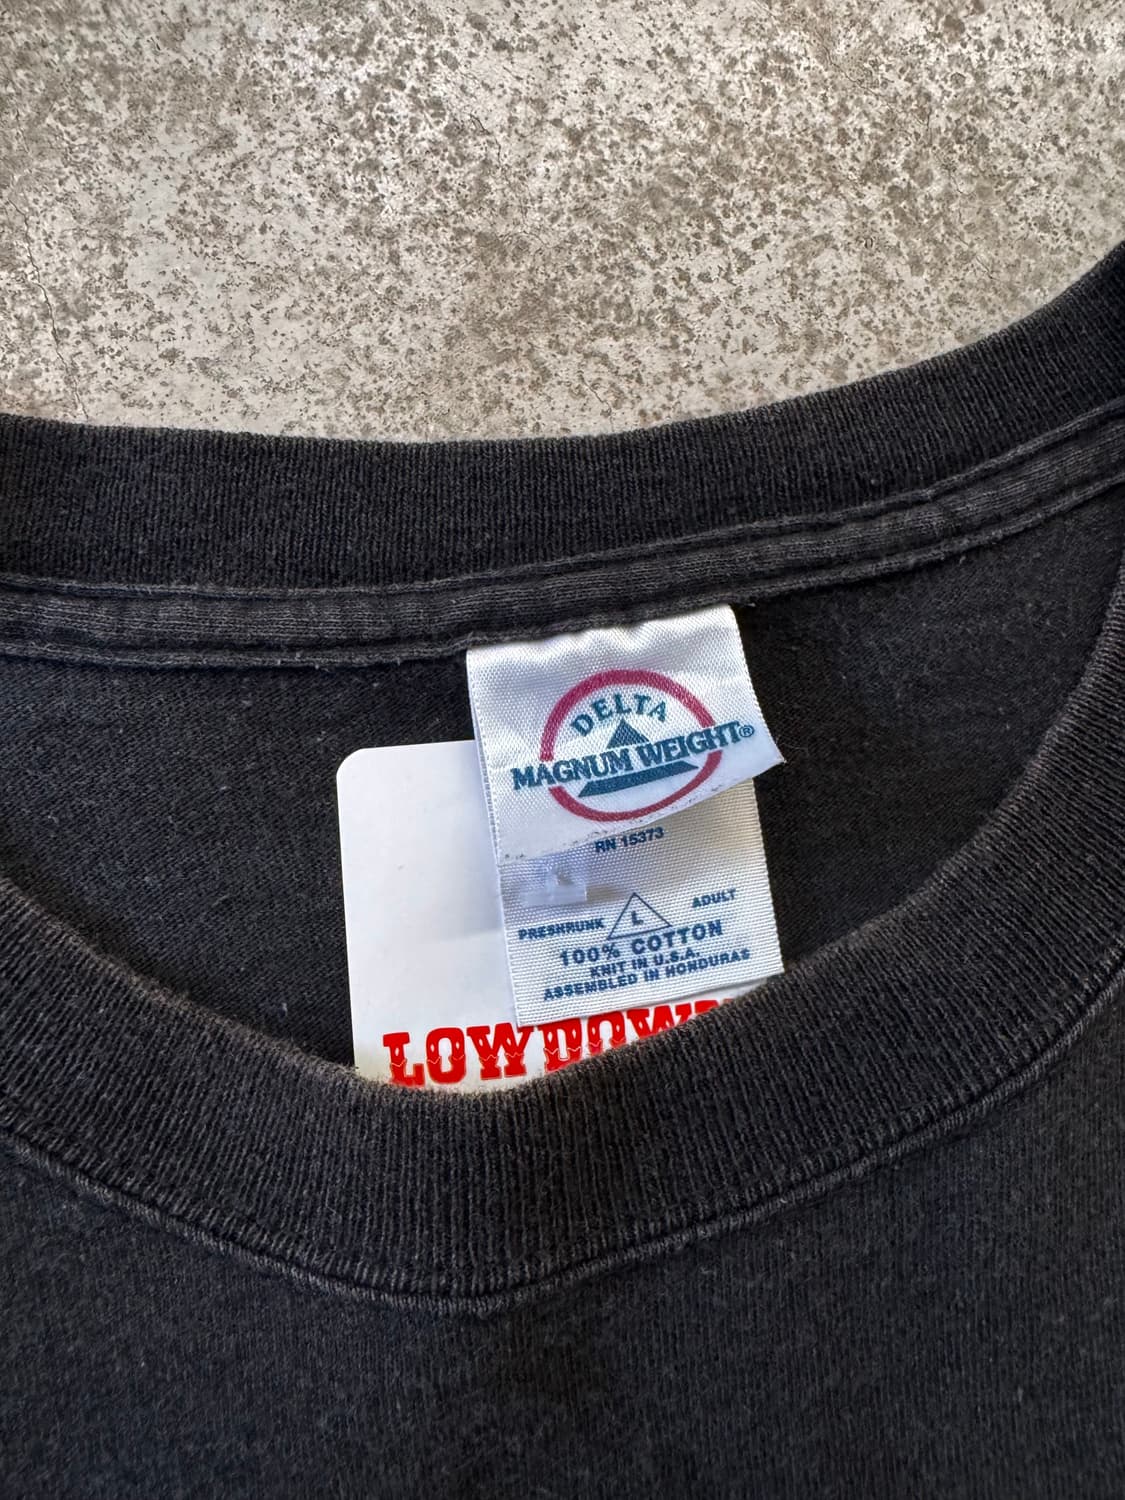 DELTA
MAGNUM WEIGHT®
RN 15373
PRESHRUNK L ADULT
100% COTTON
KNIT IN U.S.A.
ASSEMBLED IN HONDURAS